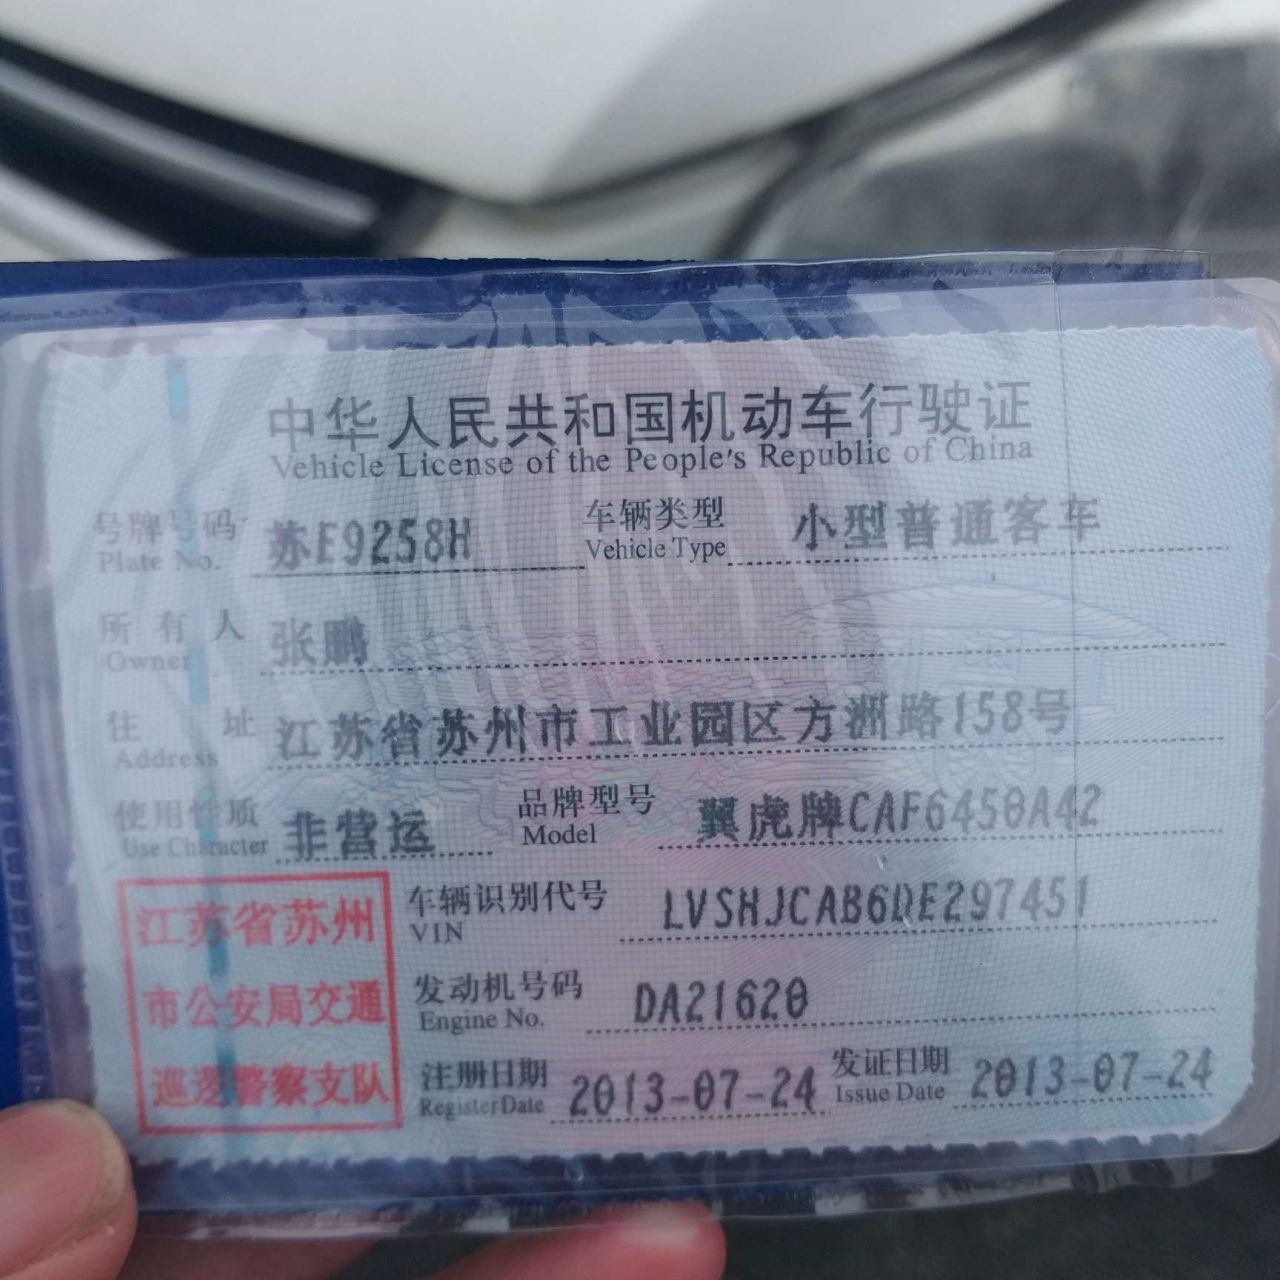 中华人民共和国机动车行驶证
Vehicle License of the People's Republic of China
号牌号码 苏E9258H 车辆类型 小型普通客车
Plate No. Vehicle Type
所有人 张鹏
Owner
住址 江苏省苏州市工业园区方洲路158号
Address
使用性质 非营运 品牌型号 翼虎牌CAF6450A42
Use Character Model
江苏省苏州
市公安局交通
巡逻警察支队
车辆识别代号 LVSHJCAB6DE297451
VIN
发动机号码 DA21620
Engine No.
注册日期 2013-07-24 发证日期 2013-07-24
Register Date Issue Date